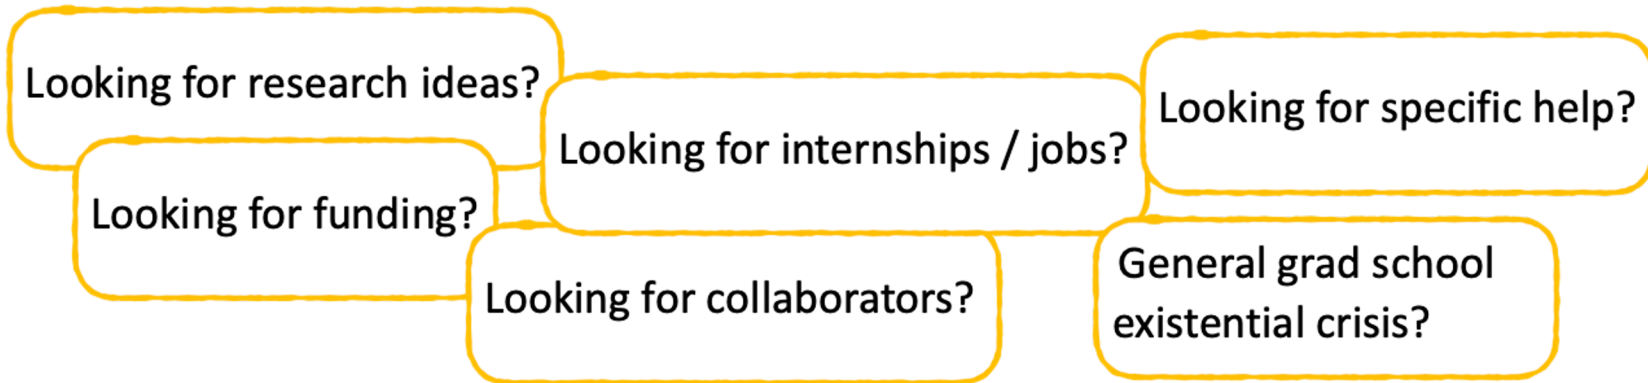 Looking for research ideas?
Looking for funding?
Looking for internships / jobs?
Looking for collaborators?
Looking for specific help?
General grad school
existential crisis?